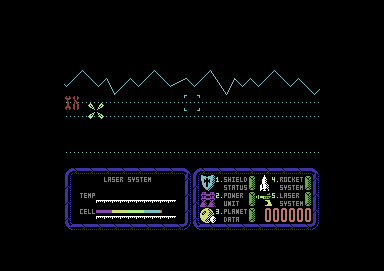 LASER SYSTEM
TEMP
CELL
1.SHIELD STATUS
2.POWER UNIT
3.PLANET DATA
4.ROCKET SYSTEM
5.LASER SYSTEM
000000